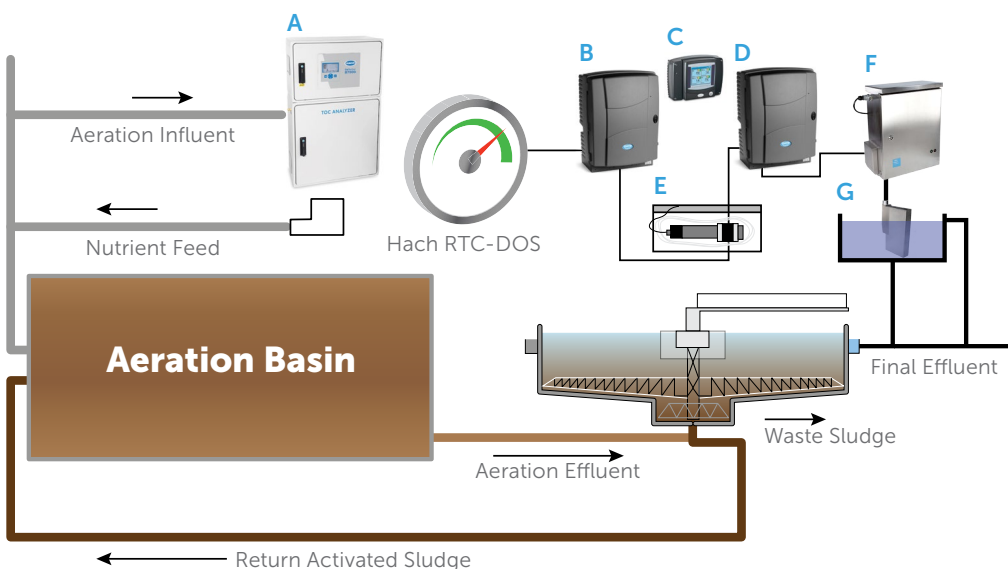 A
B
C
D
F
TOC ANALYZER
Aeration Influent
E
G
Nutrient Feed
Hach RTC-DOS
Aeration Basin
Final Effluent
Waste Sludge
Aeration Effluent
Return Activated Sludge